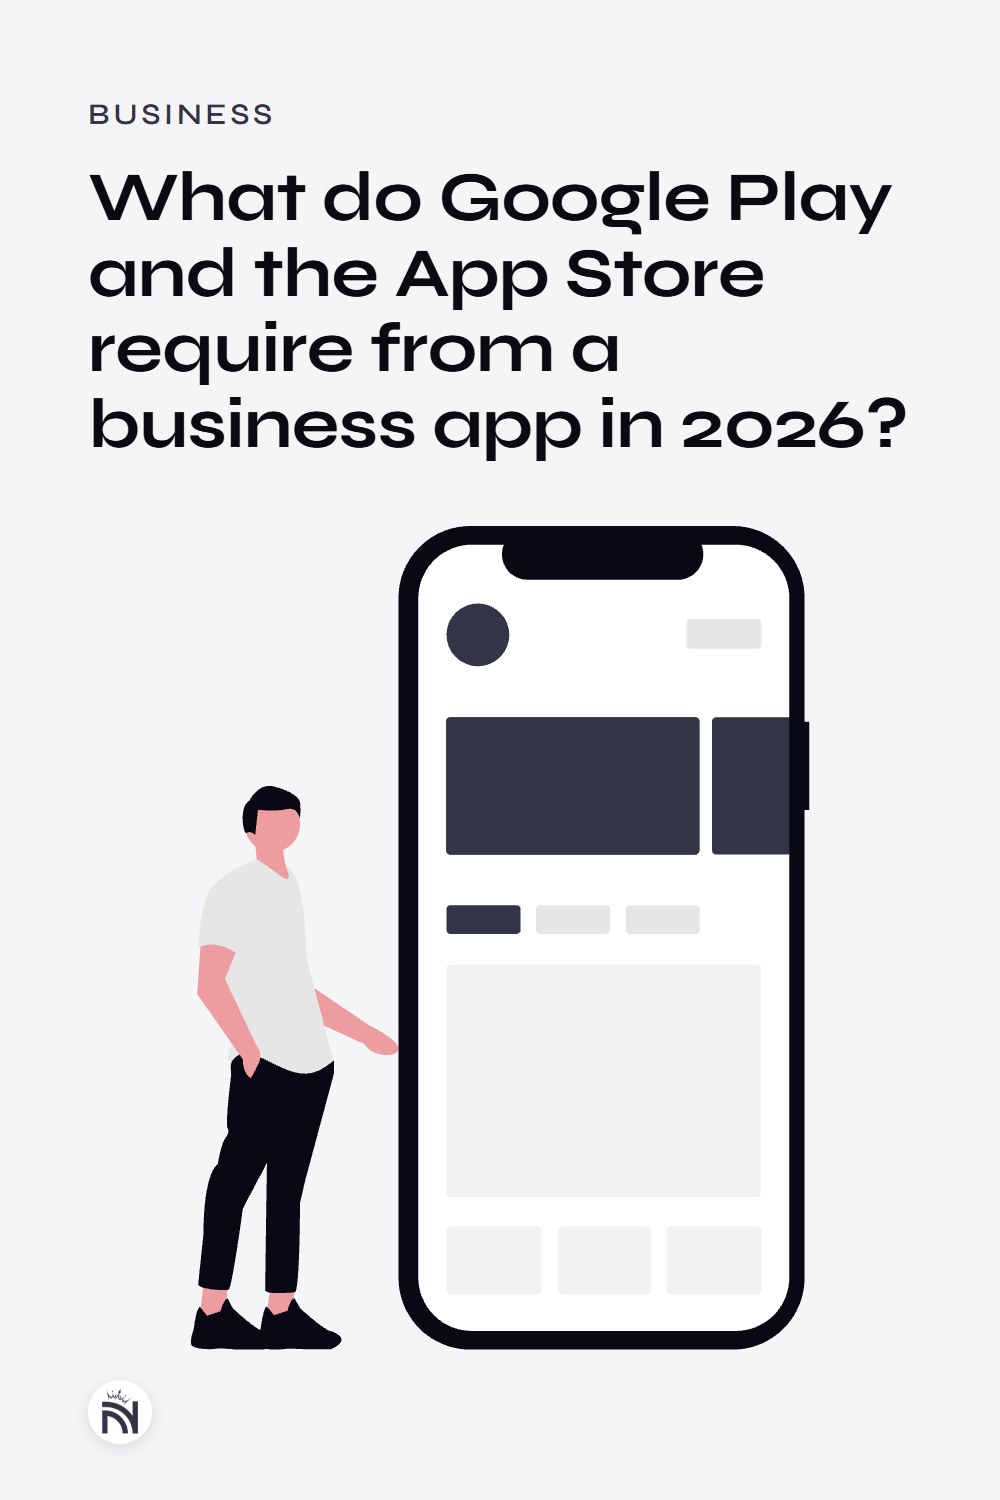 BUSINESS
What do Google Play
and the App Store
require from a
business app in 2026?